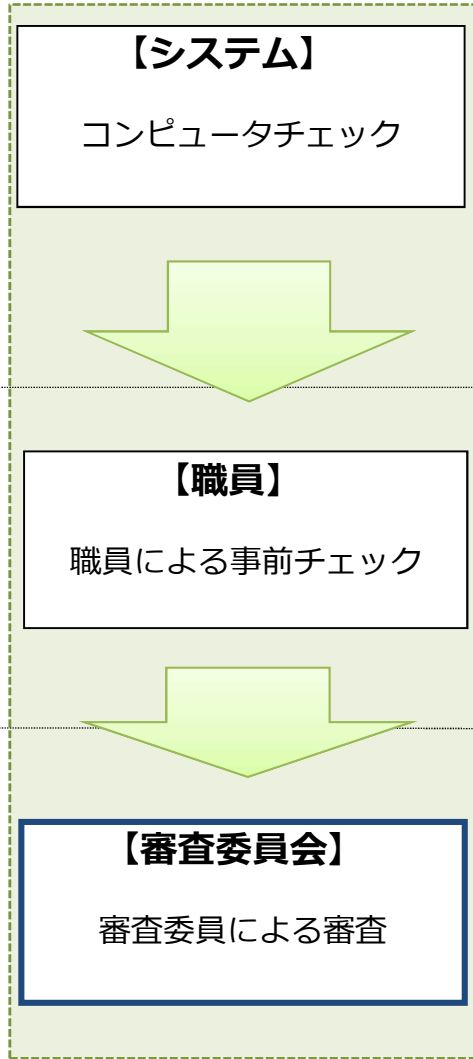 【システム】
コンピュータチェック
【職員】
職員による事前チェック
【審査委員会】
審査委員による審査